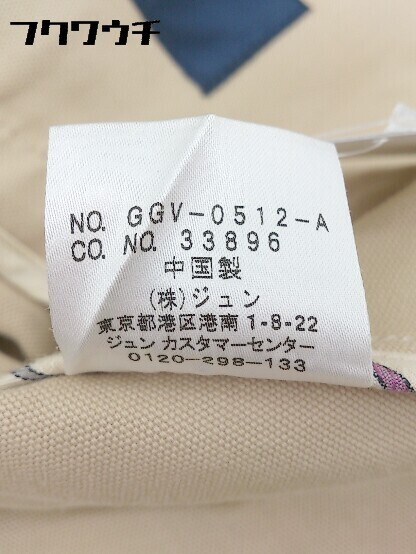 フクワウチ
NO. GGV-0512-A
CO. NO. 33896
中国製
(株)ジュン
東京都港区港南1-8-22
ジュン カスタマーセンター
0120-298-133